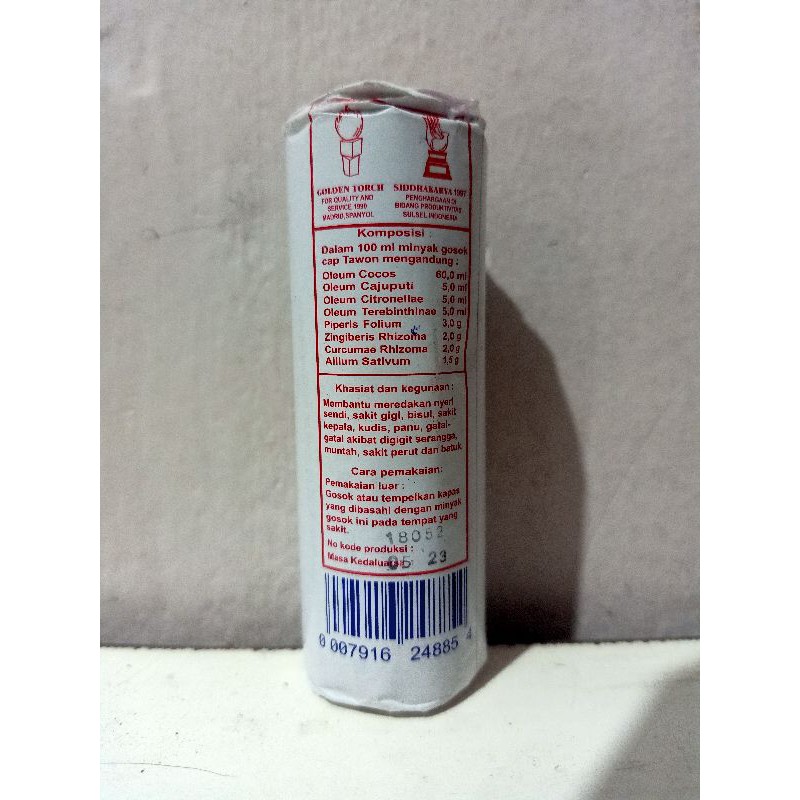 GOLDEN TORCH
FOR QUALITY AND
SERVICE 1990
MADRID,SPANYOL
SIDDHAKARYA 1997
PENGHARGAAN DI
BIDANG PRODUKTIVITAS
SULSEL INDONESIA
Komposisi :
Dalam 100 ml minyak gosok
cap Tawon mengandung :
Oleum Cocos 60,0 ml
Oleum Cajuputi 5,0 ml
Oleum Citronellae 5,0 ml
Oleum Terebinthinae 5,0 ml
Piperis Folium 3,0 g
Zingiberis Rhizoma 2,0 g
Curcumae Rhizoma 2,0 g
Allium Sativum 1,5 g
Khasiat dan kegunaan :
Membantu meredakan nyeri
sendi, sakit gigi, bisul, sakit
kepala, kudis, panu, gatal-
gatal akibat digigit serangga,
muntah, sakit perut dan batuk
Cara pemakaian:
Pemakaian luar :
Gosok atau tempelkan kapas
yang dibasahi dengan minyak
gosok ini pada tempat yang
sakit.
No kode produksi : 18052
Masa Kedaluarsa: 05 23
0 007916 24885 4